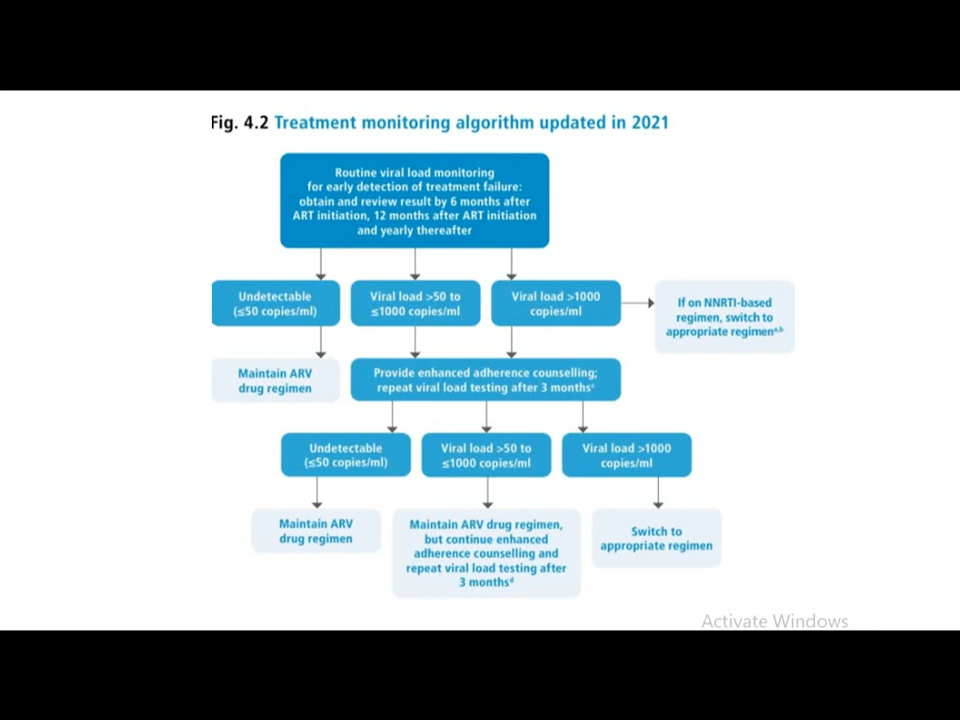 Fig. 4.2 Treatment monitoring algorithm updated in 2021
Routine viral load monitoring
for early detection of treatment failure:
obtain and review result by 6 months after
ART initiation, 12 months after ART initiation
and yearly thereafter
Undetectable
(≤50 copies/ml)
Viral load >50 to
≤1000 copies/ml
Viral load >1000
copies/ml
If on NNRTI-based
regimen, switch to
appropriate regimenᵃ,ᵇ
Maintain ARV
drug regimen
Provide enhanced adherence counselling;
repeat viral load testing after 3 monthsᶜ
Undetectable
(≤50 copies/ml)
Viral load >50 to
≤1000 copies/ml
Viral load >1000
copies/ml
Maintain ARV
drug regimen
Maintain ARV drug regimen,
but continue enhanced
adherence counselling and
repeat viral load testing after
3 monthsᵈ
Switch to
appropriate regimen
Activate Windows